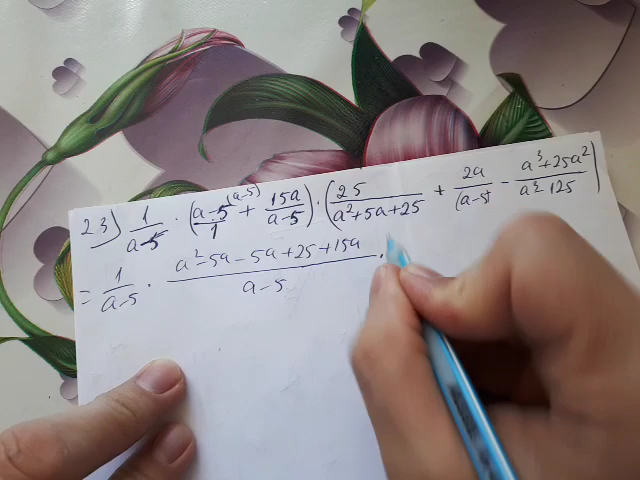 23) 1/(a-5) · ((a-5)^(a-5)/1 + 15a/(a-5)) · (25/(a²+5a+25) + 2a/(a-5) - (a³+25a²)/(a³-125))
= 1/(a-5) · (a²-5a-5a+25+15a)/(a-5) ·